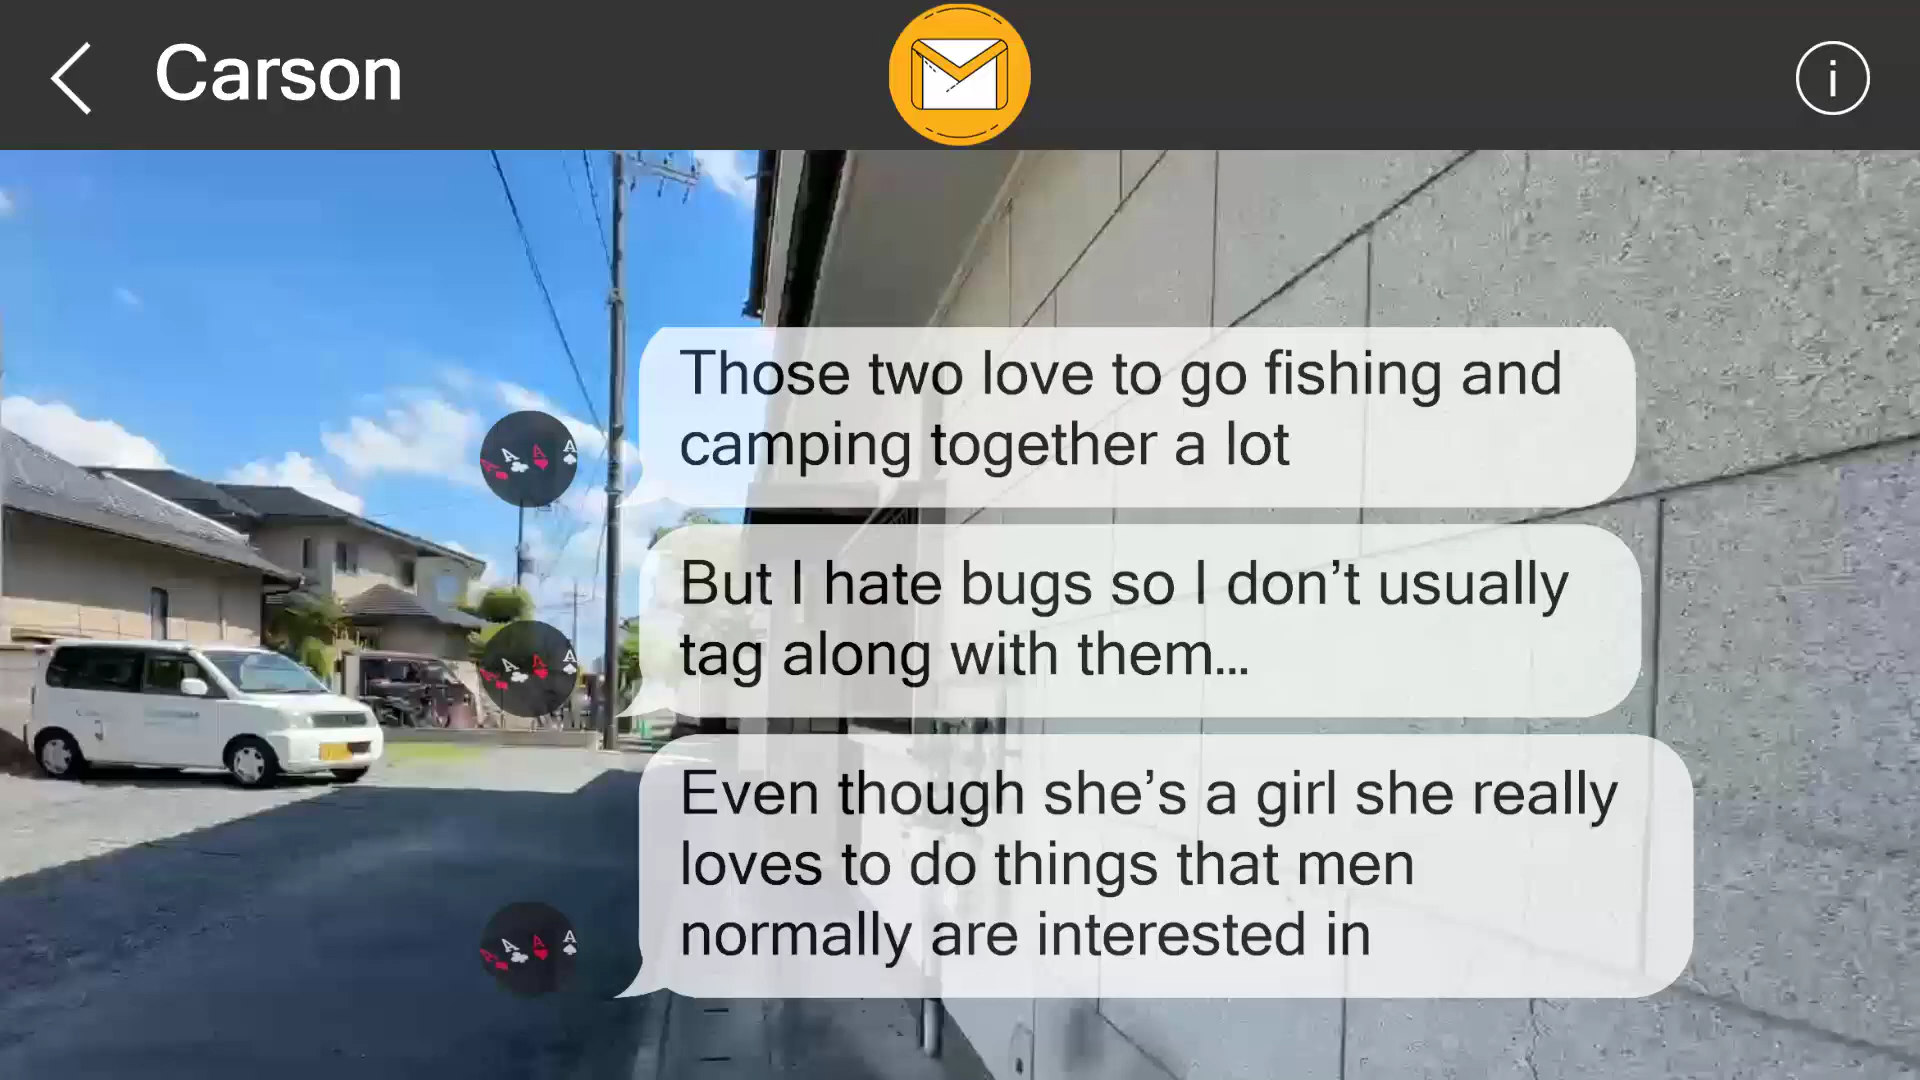 Carson
Those two love to go fishing and
camping together a lot
But I hate bugs so I don’t usually
tag along with them...
Even though she’s a girl she really
loves to do things that men
normally are interested in